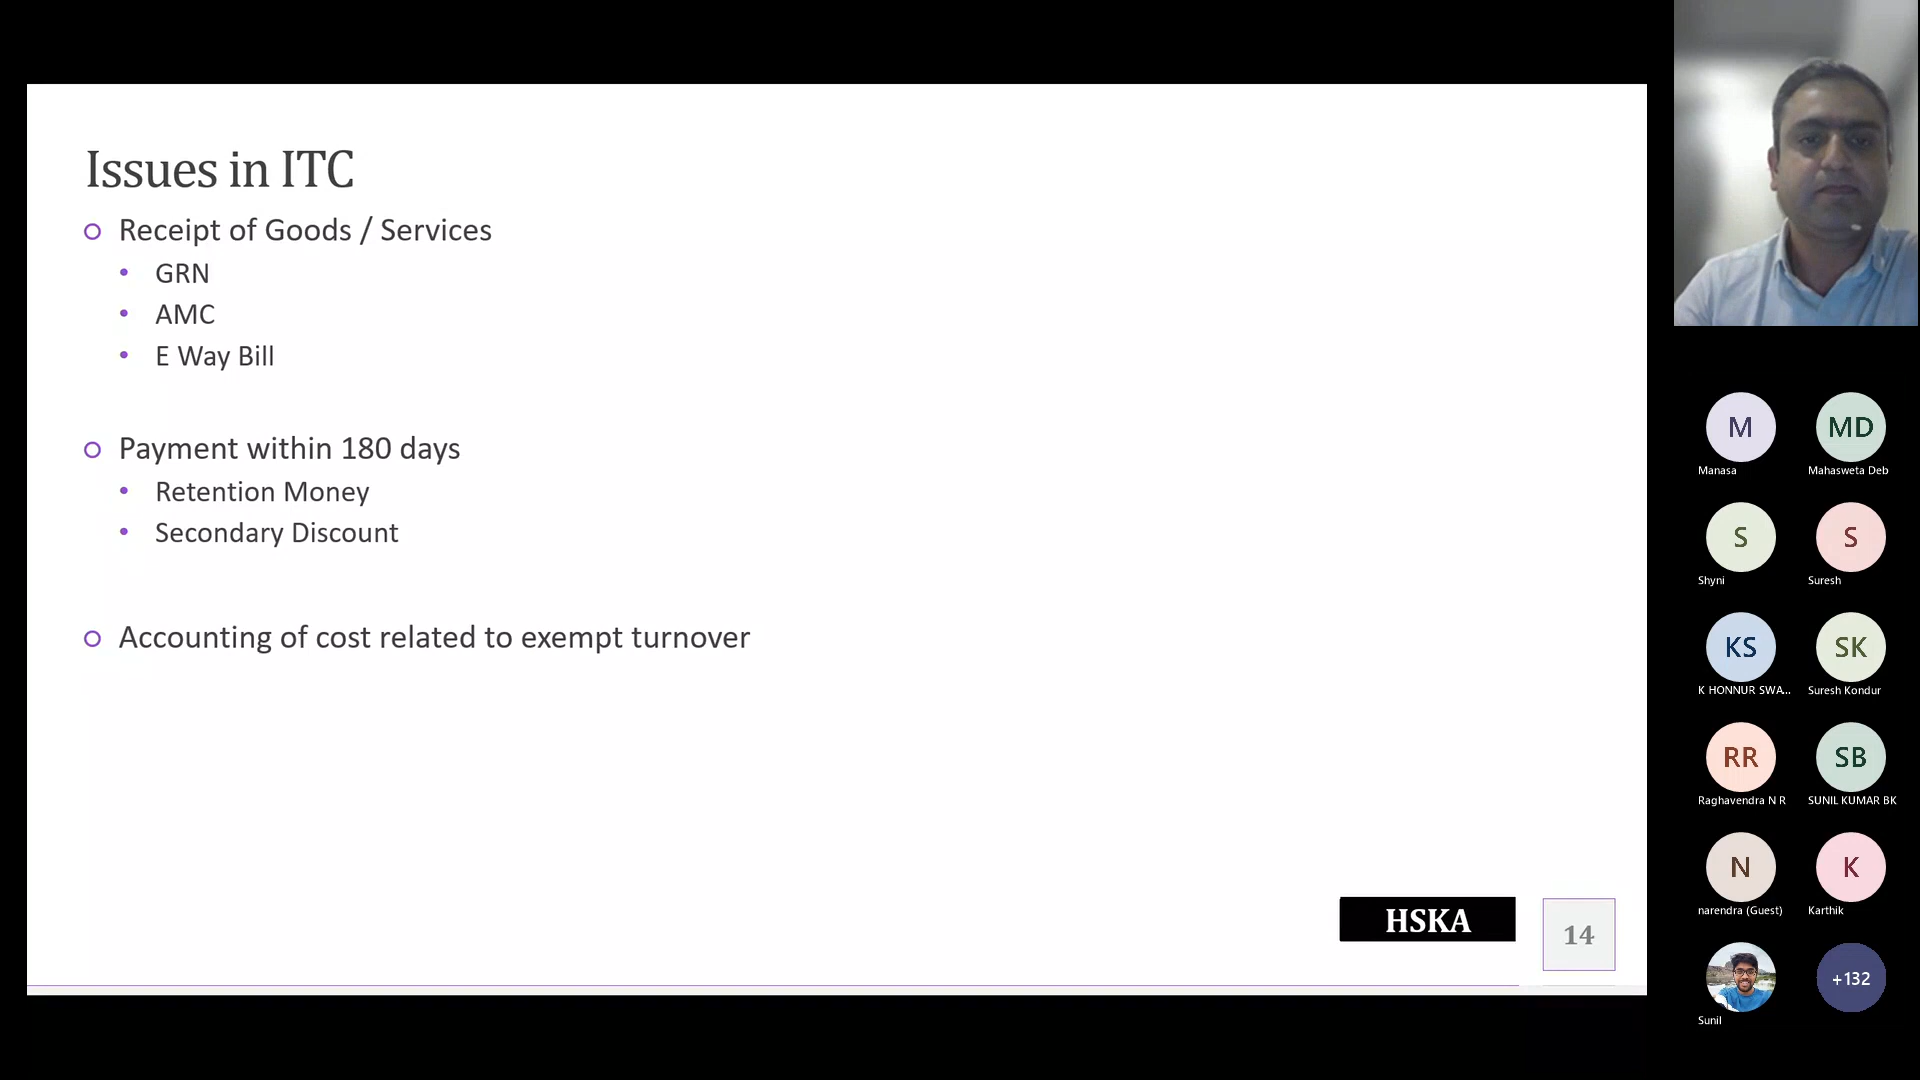 Issues in ITC
Receipt of Goods / Services
GRN
AMC
E Way Bill
Payment within 180 days
Retention Money
Secondary Discount
Accounting of cost related to exempt turnover
HSKA
14
M
Manasa
MD
Mahasweta Deb
S
Shyni
S
Suresh
KS
K HONNUR SWA...
SK
Suresh Kondur
RR
Raghavendra N R
SB
SUNIL KUMAR BK
N
narendra (Guest)
K
Karthik
Sunil
+132